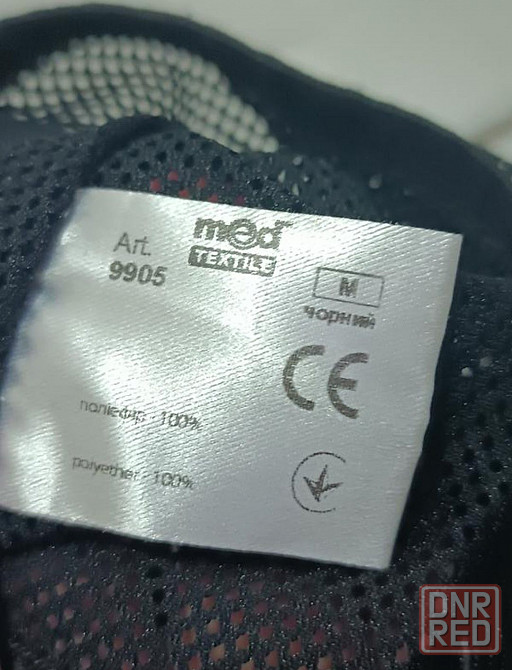 Art.
9905
med
TEXTILE
M
чорний
CE
поліефір - 100%
polyether - 100%
DNR
RED